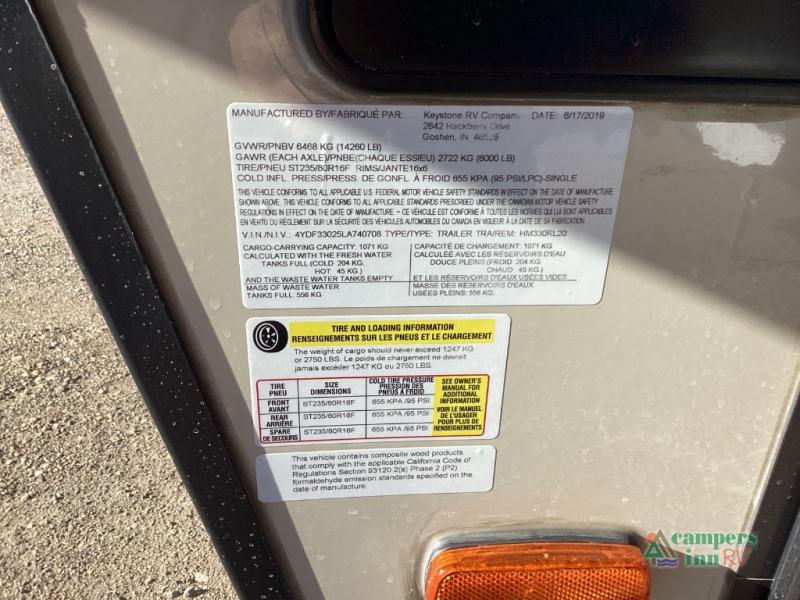 MANUFACTURED BY/FABRIQUÉ PAR: Keystone RV Company DATE: 6/17/2019
2642 Hackberry Drive
Goshen, IN 46526
GVWR/PNBV 6468 KG (14260 LB)
GAWR (EACH AXLE)/PNBE(CHAQUE ESSIEU) 2722 KG (6000 LB)
TIRE/PNEU ST235/80R16F RIMS/JANTE16x6
COLD INFL. PRESS/PRESS. DE GONFL. À FROID 655 KPA (95 PSI/LPC)-SINGLE
THIS VEHICLE CONFORMS TO ALL APPLICABLE U.S. FEDERAL MOTOR VEHICLE SAFETY STANDARDS IN EFFECT ON THE DATE OF MANUFACTURE
SHOWN ABOVE. THIS VEHICLE CONFORMS TO ALL APPLICABLE STANDARDS PRESCRIBED UNDER THE CANADIAN MOTOR VEHICLE SAFETY
REGULATIONS IN EFFECT ON THE DATE OF MANUFACTURE ~ CE VÉHICULE EST CONFORME À TOUTES LES NORMES QUI LUI SONT APPLICABLES
EN VERTU DU RÈGLEMENT SUR LA SÉCURITÉ DES VÉHICULES AUTOMOBILES DU CANADA EN VIGUEUR À LA DATE DE SA FABRICATION.
V.I.N./N.I.V.: 4YDF33025LA740708 TYPE/TYPE: TRAILER TRA/REM: HM330RL20
CARGO-CARRYING CAPACITY: 1071 KG
CALCULATED WITH THE FRESH WATER
TANKS FULL (COLD 204 KG.
HOT 45 KG.)
AND THE WASTE WATER TANKS EMPTY
MASS OF WASTE WATER
TANKS FULL: 556 KG
CAPACITÉ DE CHARGEMENT: 1071 KG
CALCULÉE AVEC LES RÉSERVOIRS D'EAU
DOUCE PLEINS (FROID 204 KG.
CHAUD 45 KG.)
ET LES RÉSERVOIRS D'EAUX USÉES VIDES
MASSE DES RÉSERVOIRS D'EAUX
USÉES PLEINS: 556 KG
TIRE AND LOADING INFORMATION
RENSEIGNEMENTS SUR LES PNEUS ET LE CHARGEMENT
The weight of cargo should never exceed 1247 KG
or 2750 LBS. Le poids de chargement ne devrait
jamais excéder 1247 KG ou 2750 LBS.
TIRE
PNEU
SIZE
DIMENSIONS
COLD TIRE PRESSURE
PRESSION DES
PNEUS A FROID
SEE OWNER'S
MANUAL FOR
ADDITIONAL
INFORMATION
VOIR LE MANUEL
DE L'USAGER
POUR PLUS DE
RENSEIGNEMENTS
FRONT
AVANT
ST235/80R16F
655 KPA /95 PSI
REAR
ARRIÈRE
ST235/80R16F
655 KPA /95 PSI
SPARE
DE SECOURS
ST235/80R16F
655 KPA /95 PSI
This vehicle contains composite wood products
that comply with the applicable California Code of
Regulations Section 93120.2(a) Phase 2 (P2)
formaldehyde emission standards specified on the
date of manufacture.
campers
inn RV